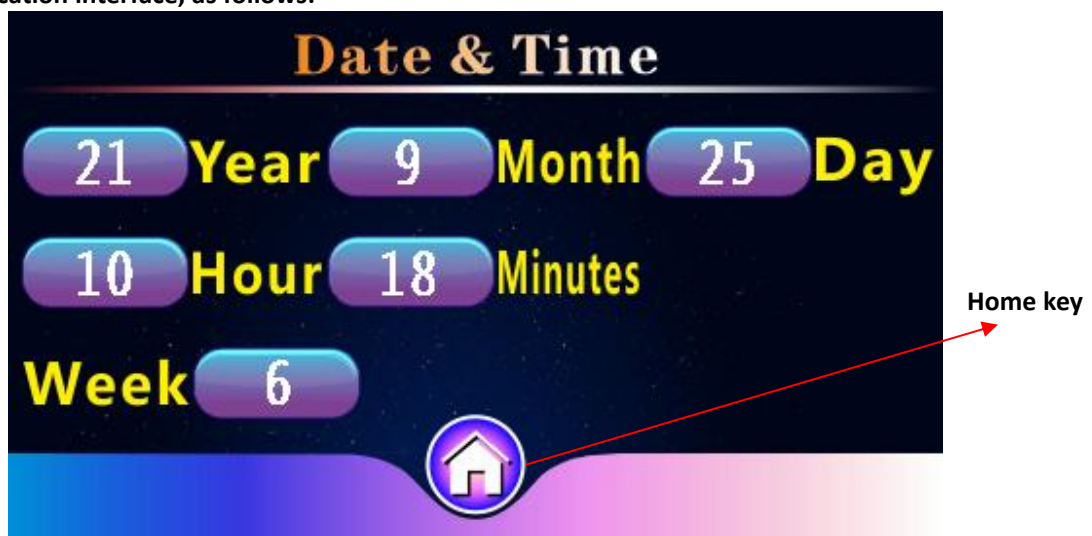 cation interface, as follows:
Date & Time
21 Year 9 Month 25 Day
10 Hour 18 Minutes
Home key
Week 6